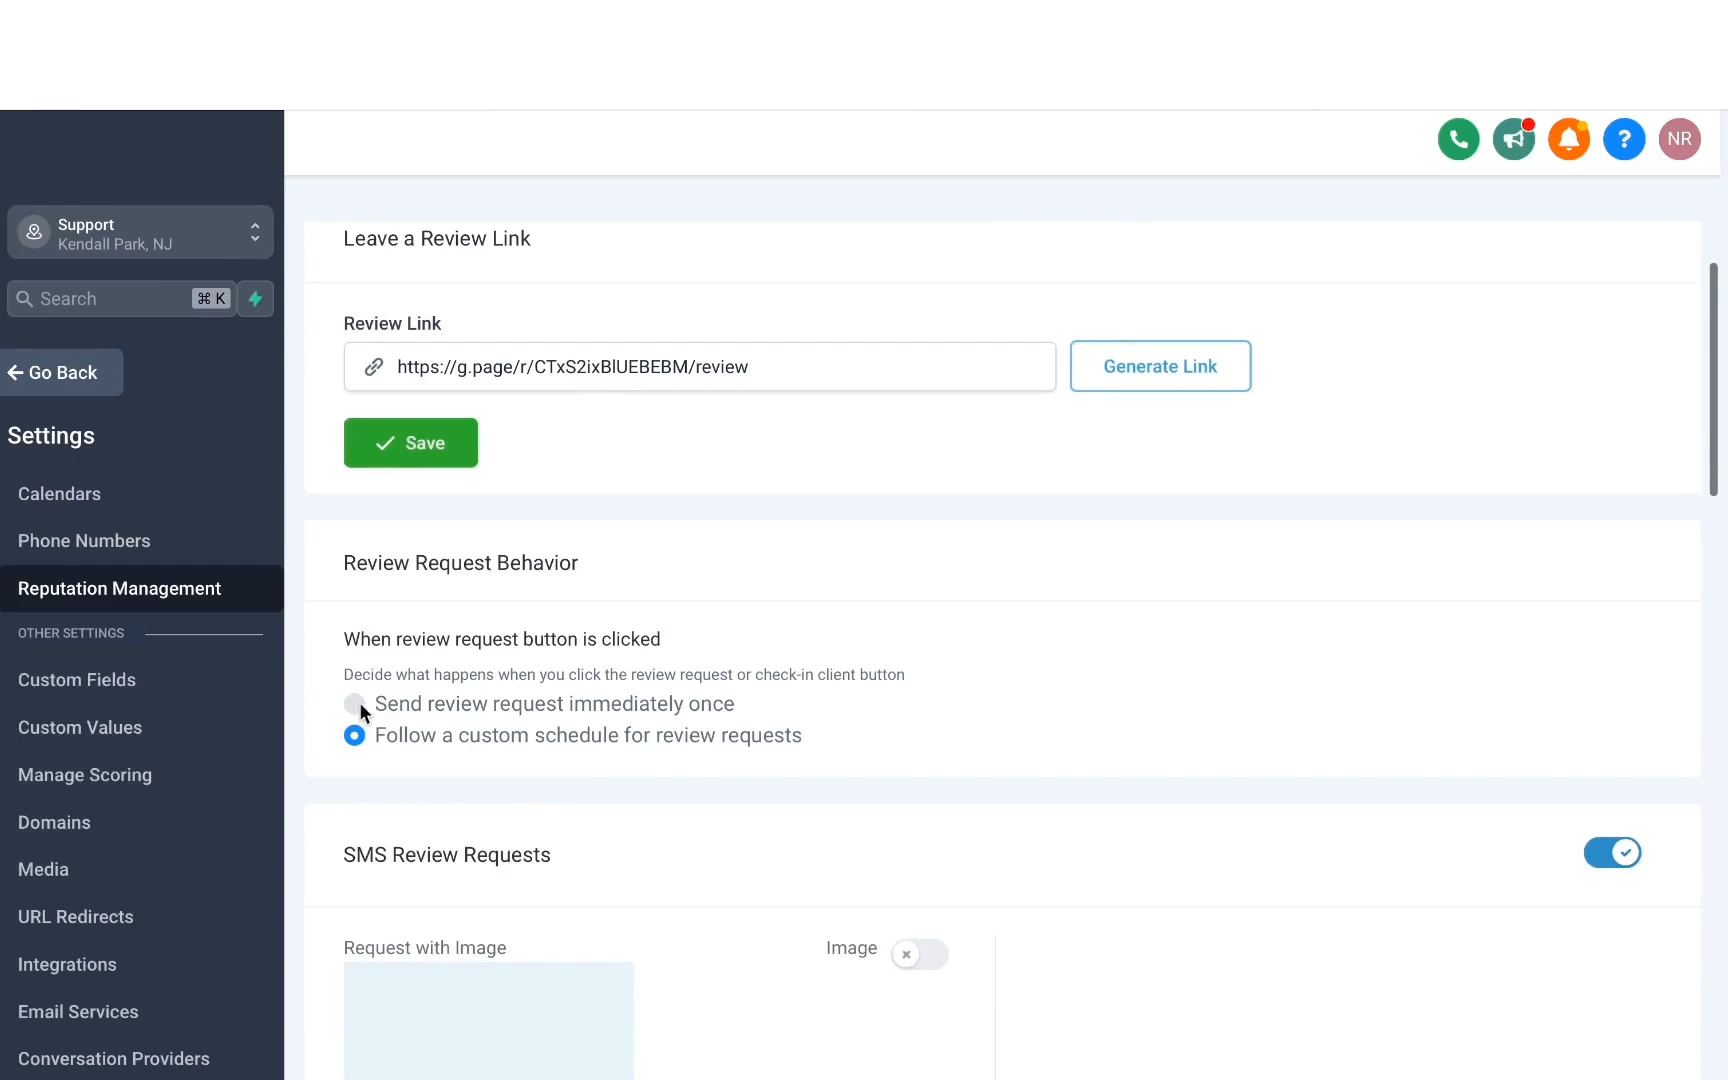 NR
Support
Kendall Park, NJ
Search
⌘ K
Go Back
Settings
Calendars
Phone Numbers
Reputation Management
OTHER SETTINGS
Custom Fields
Custom Values
Manage Scoring
Domains
Media
URL Redirects
Integrations
Email Services
Conversation Providers
Leave a Review Link
Review Link
https://g.page/r/CTxS2ixBlUEBEBM/review
Generate Link
Save
Review Request Behavior
When review request button is clicked
Decide what happens when you click the review request or check-in client button
Send review request immediately once
Follow a custom schedule for review requests
SMS Review Requests
Request with Image
Image